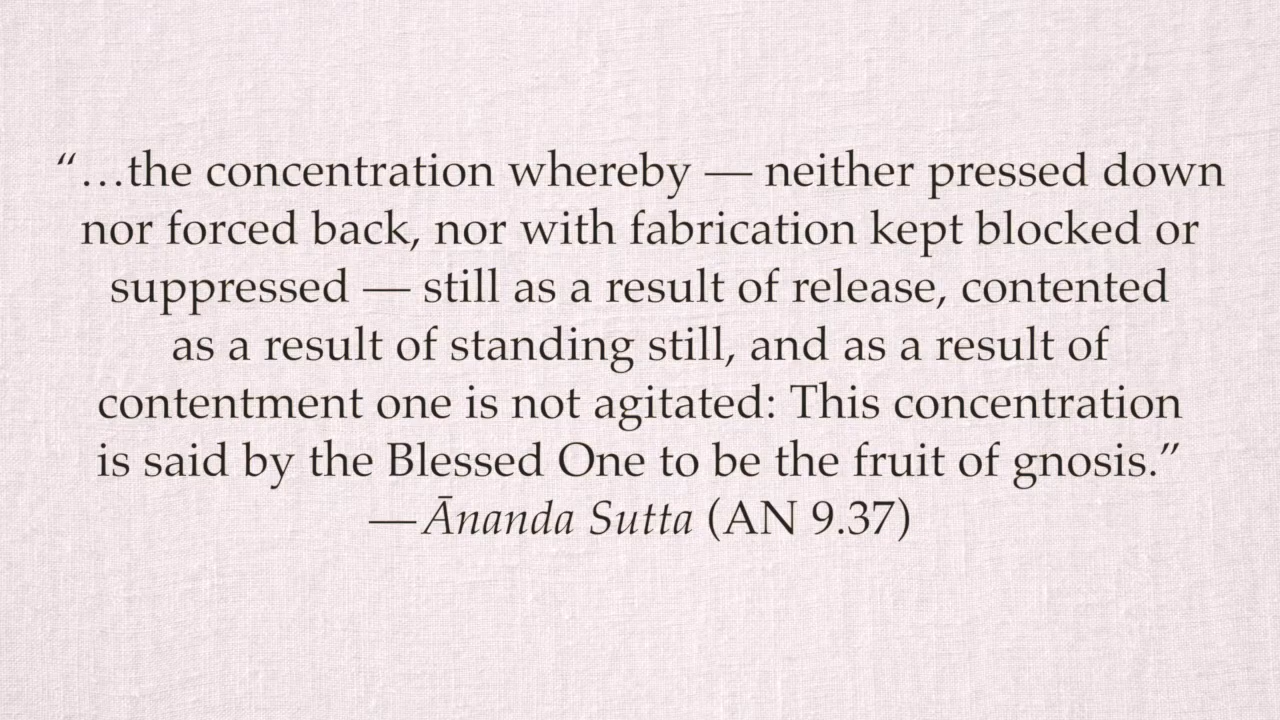 “…the concentration whereby — neither pressed down
nor forced back, nor with fabrication kept blocked or
suppressed — still as a result of release, contented
as a result of standing still, and as a result of
contentment one is not agitated: This concentration
is said by the Blessed One to be the fruit of gnosis.”
—Ānanda Sutta (AN 9.37)